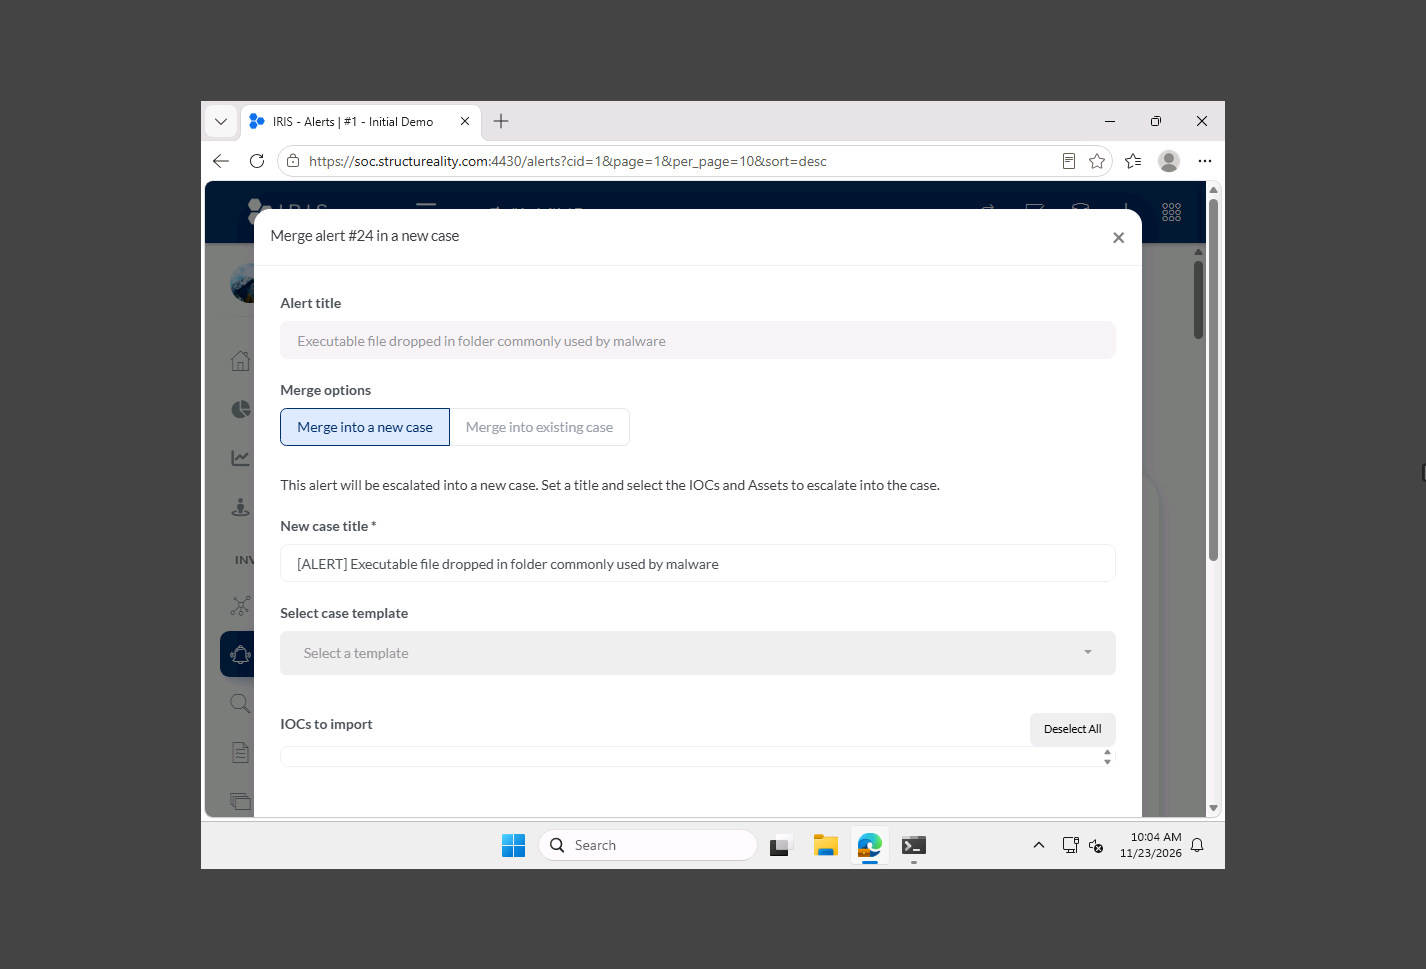 IRIS - Alerts | #1 - Initial Demo
https://soc.structureality.com:4430/alerts?cid=1&page=1&per_page=10&sort=desc
Merge alert #24 in a new case
Alert title
Executable file dropped in folder commonly used by malware
Merge options
Merge into a new case
Merge into existing case
This alert will be escalated into a new case. Set a title and select the IOCs and Assets to escalate into the case.
New case title *
[ALERT] Executable file dropped in folder commonly used by malware
Select case template
Select a template
INV
IOCs to import
Deselect All
Search
10:04 AM
11/23/2026